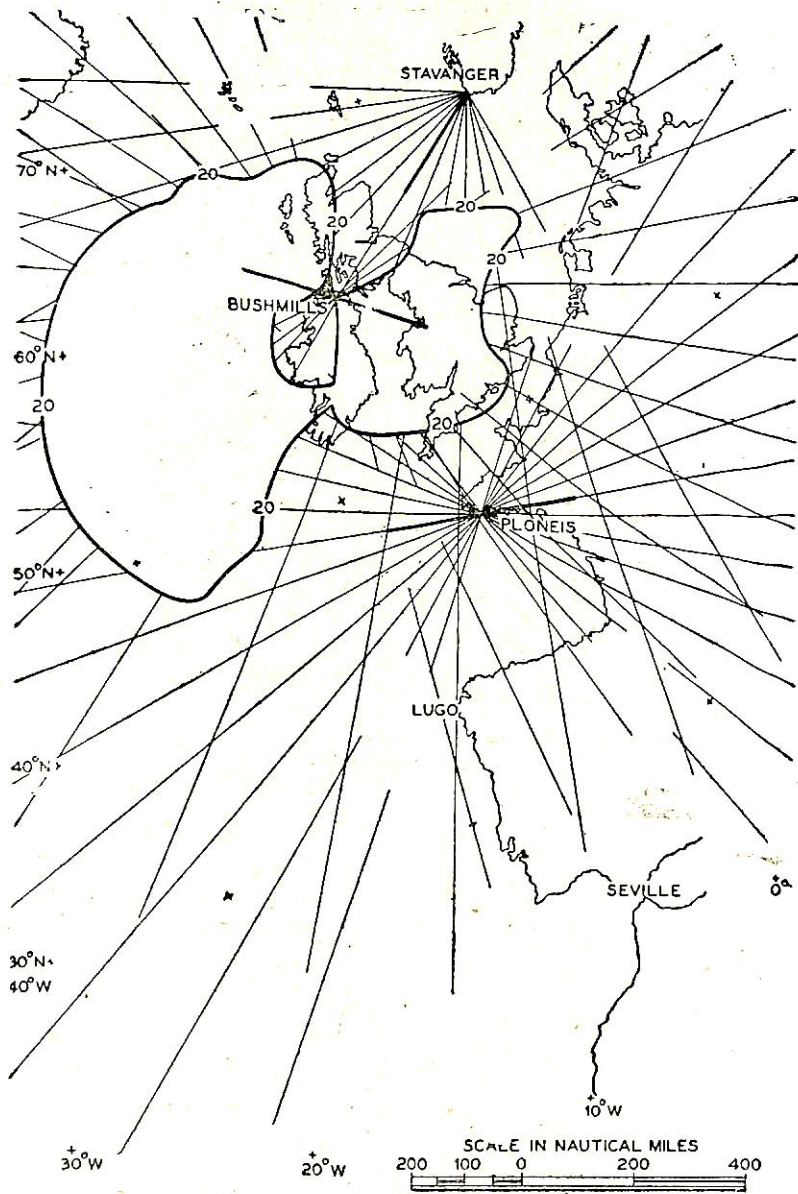 STAVANGER
70°N+
20
20
20
20
BUSHMILLS
60°N+
20
20
20
PLONEIS
50°N+
LUGO
40°N+
SEVILLE
0°
30°N+
40°W
10°W
30°W
20°W
SCALE IN NAUTICAL MILES
200 100 0 200 400